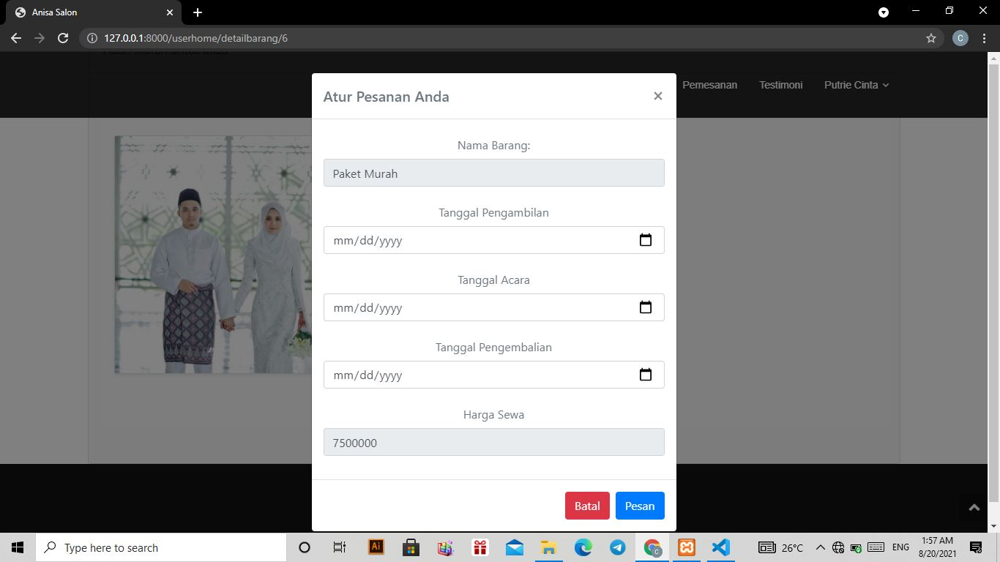 Anisa Salon
127.0.0.1:8000/userhome/detailbarang/6
C
Pemesanan
Testimoni
Putrie Cinta
Atur Pesanan Anda
Nama Barang:
Paket Murah
Tanggal Pengambilan
mm/dd/yyyy
Tanggal Acara
mm/dd/yyyy
Tanggal Pengembalian
mm/dd/yyyy
Harga Sewa
7500000
Batal
Pesan
Type here to search
Ai
C
26°C
ENG
1:57 AM
8/20/2021